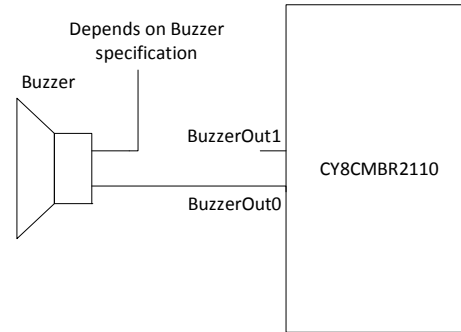 Depends on Buzzer
specification
Buzzer
BuzzerOut1
CY8CMBR2110
BuzzerOut0